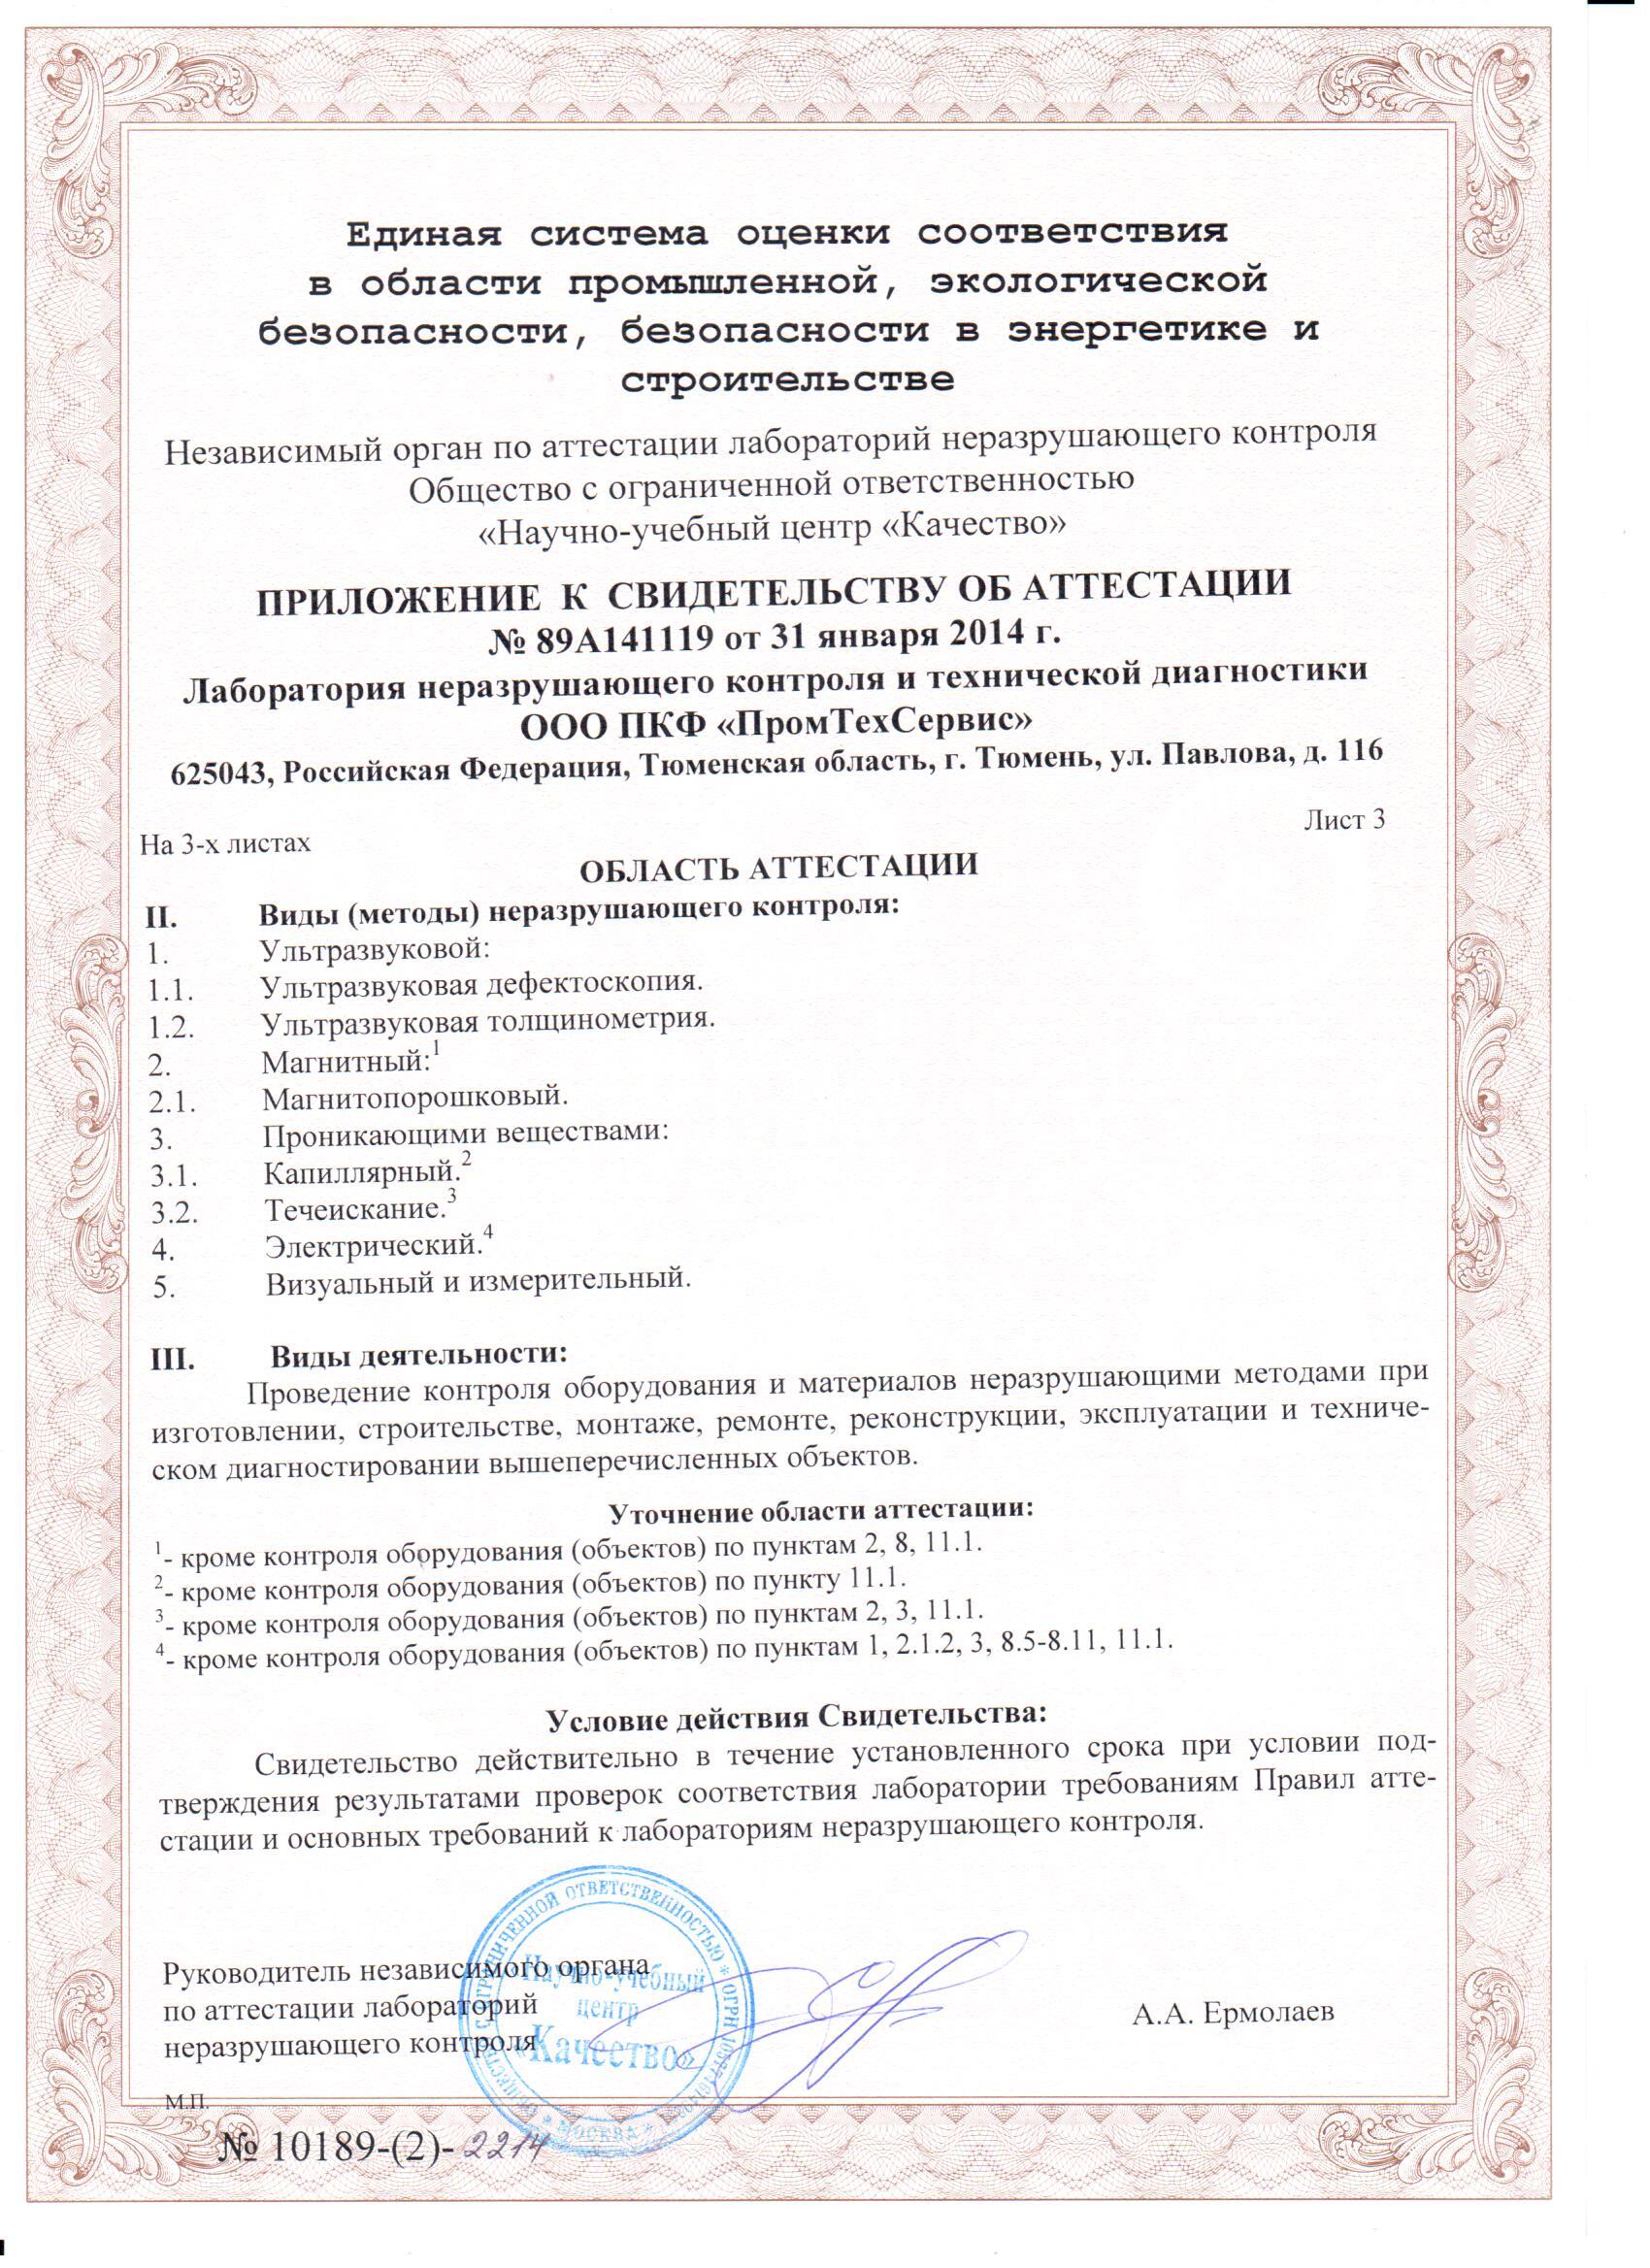 Единая система оценки соответствия
в области промышленной, экологической
безопасности, безопасности в энергетике и
строительстве
Независимый орган по аттестации лабораторий неразрушающего контроля
Общество с ограниченной ответственностью
«Научно-учебный центр «Качество»
ПРИЛОЖЕНИЕ К СВИДЕТЕЛЬСТВУ ОБ АТТЕСТАЦИИ
№ 89А141119 от 31 января 2014 г.
Лаборатория неразрушающего контроля и технической диагностики
ООО ПКФ «ПромТехСервис»
625043, Российская Федерация, Тюменская область, г. Тюмень, ул. Павлова, д. 116
На 3-х листах Лист 3
ОБЛАСТЬ АТТЕСТАЦИИ
II. Виды (методы) неразрушающего контроля:
1. Ультразвуковой:
1.1. Ультразвуковая дефектоскопия.
1.2. Ультразвуковая толщинометрия.
2. Магнитный:¹
2.1. Магнитопорошковый.
3. Проникающими веществами:
3.1. Капиллярный.²
3.2. Течеискание.³
4. Электрический.⁴
5. Визуальный и измерительный.
III. Виды деятельности:
Проведение контроля оборудования и материалов неразрушающими методами при
изготовлении, строительстве, монтаже, ремонте, реконструкции, эксплуатации и техниче-
ском диагностировании вышеперечисленных объектов.
Уточнение области аттестации:
¹- кроме контроля оборудования (объектов) по пунктам 2, 8, 11.1.
²- кроме контроля оборудования (объектов) по пункту 11.1.
³- кроме контроля оборудования (объектов) по пунктам 2, 3, 11.1.
⁴- кроме контроля оборудования (объектов) по пунктам 1, 2.1.2, 3, 8.5-8.11, 11.1.
Условие действия Свидетельства:
Свидетельство действительно в течение установленного срока при условии под-
тверждения результатами проверок соответствия лаборатории требованиям Правил атте-
стации и основных требований к лабораториям неразрушающего контроля.
Руководитель независимого органа
по аттестации лабораторий
неразрушающего контроля
А.А. Ермолаев
ОБЩЕСТВО С ОГРАНИЧЕННОЙ ОТВЕТСТВЕННОСТЬЮ * ОГРН
* МОСКВА *
«Научно-учебный
центр
«Качество»
М.П.
№ 10189-(2)- 2214